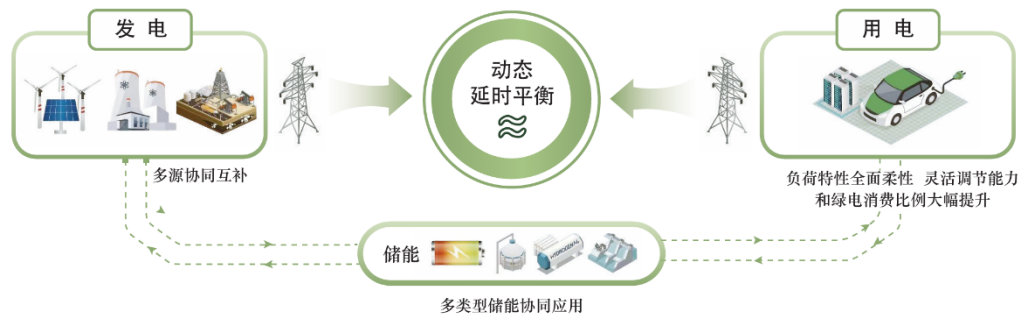 发 电
用 电
动态
延时平衡
多源协同互补
负荷特性全面柔性 灵活调节能力
和绿电消费比例大幅提升
储能
HYDROGEN H₂
多类型储能协同应用